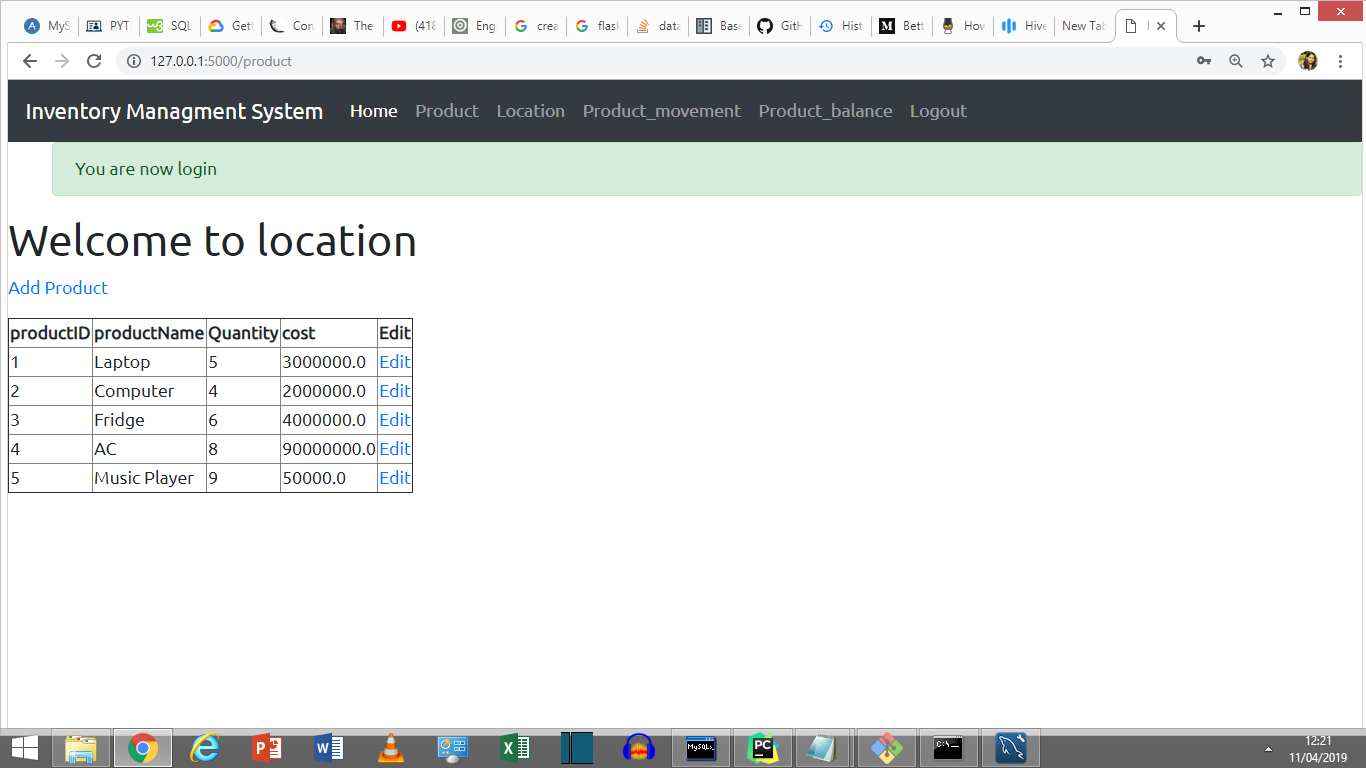 MyS PYT SQL Gett Con The (418 Eng crea flask data Base GitH Hist Bett How Hive New Tab
127.0.0.1:5000/product
Inventory Managment System Home Product Location Product_movement Product_balance Logout
You are now login
Welcome to location
Add Product
productID productName Quantity cost Edit
1 Laptop 5 3000000.0 Edit
2 Computer 4 2000000.0 Edit
3 Fridge 6 4000000.0 Edit
4 AC 8 90000000.0 Edit
5 Music Player 9 50000.0 Edit
12:21
11/04/2019